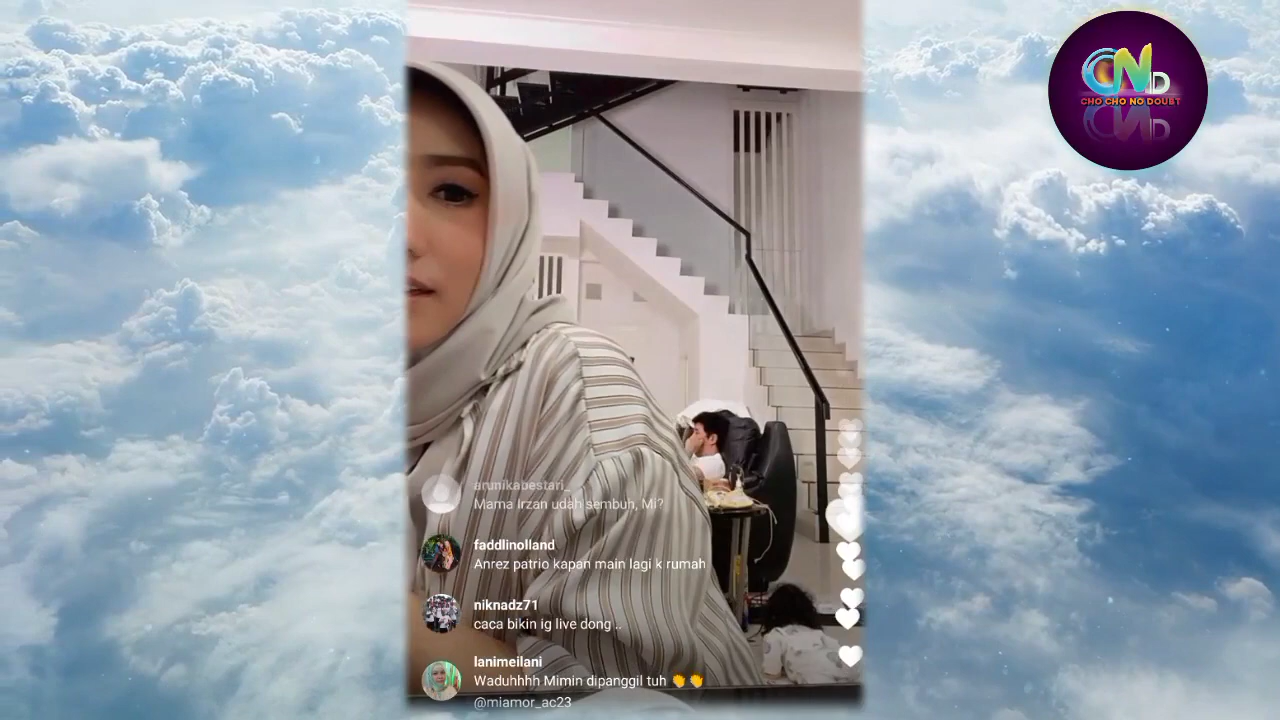 CND
CHO CHO NO DOUBT
arunikabestari_
Mama Irzan udah sembuh, Mi?
faddlinolland
Anrez patrio kapan main lagi k rumah
niknadz71
caca bikin ig live dong ..
lanimeilani
Waduhhhh Mimin dipanggil tuh 👏👏
@miamor_ac23